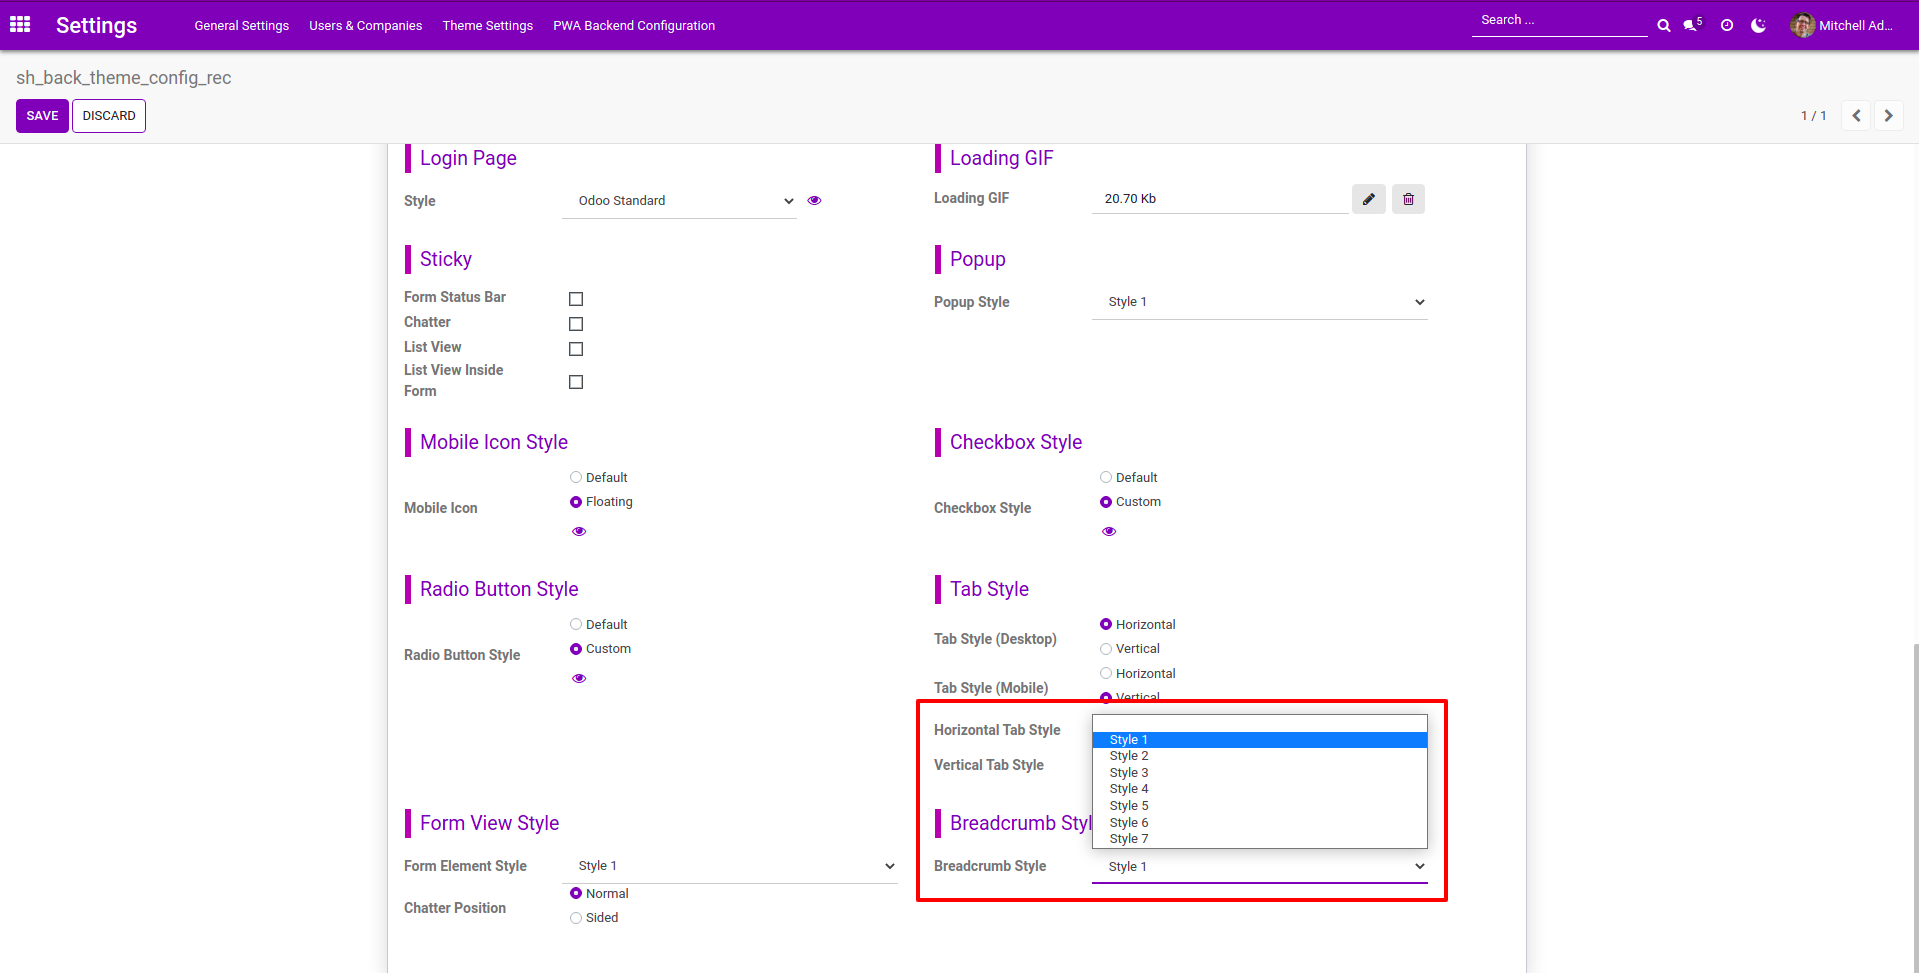 Settings
General Settings
Users & Companies
Theme Settings
PWA Backend Configuration
Search ...
5
Mitchell Ad...
sh_back_theme_config_rec
SAVE
DISCARD
1 / 1
Login Page
Style
Odoo Standard
Loading GIF
Loading GIF
20.70 Kb
Sticky
Form Status Bar
Chatter
List View
List View Inside
Form
Popup
Popup Style
Style 1
Mobile Icon Style
Mobile Icon
Default
Floating
Checkbox Style
Checkbox Style
Default
Custom
Radio Button Style
Radio Button Style
Default
Custom
Tab Style
Tab Style (Desktop)
Horizontal
Vertical
Tab Style (Mobile)
Horizontal
Vertical
Horizontal Tab Style
Vertical Tab Style
Style 1
Style 2
Style 3
Style 4
Style 5
Style 6
Style 7
Form View Style
Form Element Style
Style 1
Chatter Position
Normal
Sided
Breadcrumb Styl
Breadcrumb Style
Style 1